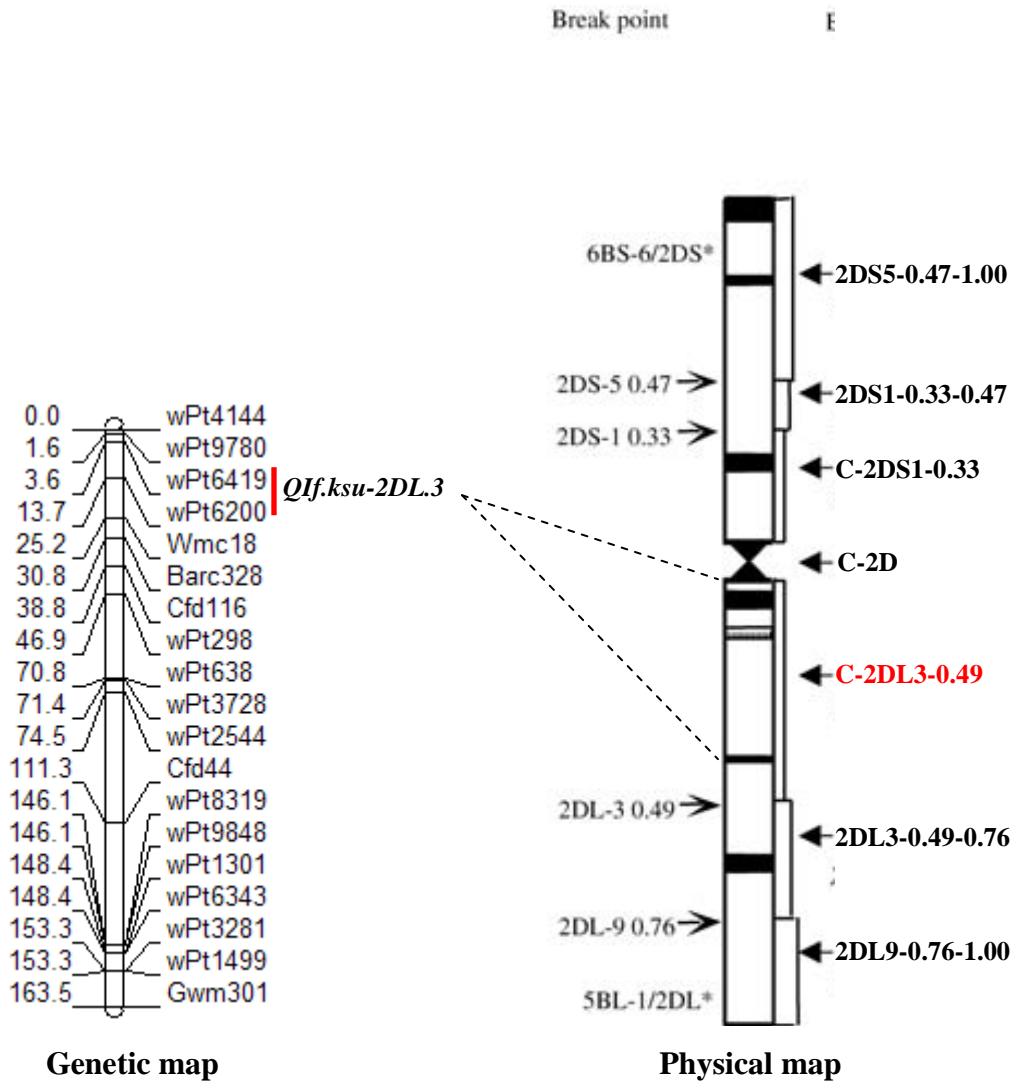 Break point
6BS-6/2DS*
2DS5-0.47-1.00
2DS-5 0.47
2DS1-0.33-0.47
2DS-1 0.33
C-2DS1-0.33
C-2D
C-2DL3-0.49
2DL-3 0.49
2DL3-0.49-0.76
2DL-9 0.76
2DL9-0.76-1.00
5BL-1/2DL*
0.0 wPt4144
1.6 wPt9780
3.6 wPt6419
13.7 wPt6200
25.2 Wmc18
30.8 Barc328
38.8 Cfd116
46.9 wPt298
70.8 wPt638
71.4 wPt3728
74.5 wPt2544
111.3 Cfd44
146.1 wPt8319
146.1 wPt9848
148.4 wPt1301
148.4 wPt6343
153.3 wPt3281
153.3 wPt1499
163.5 Gwm301
QIf.ksu-2DL.3
Genetic map
Physical map